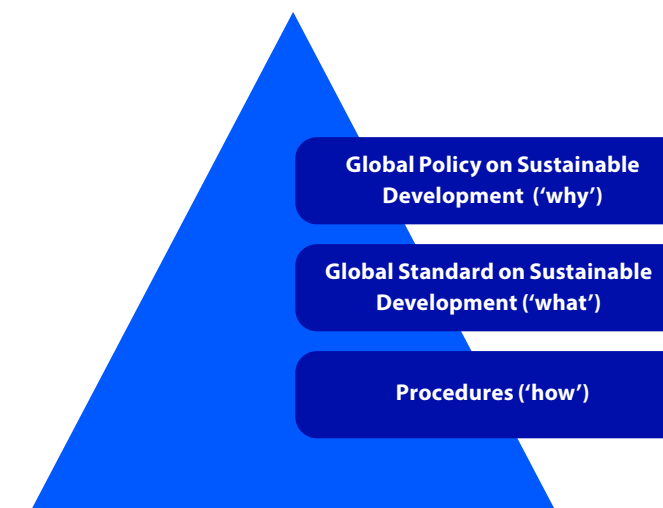 Global Policy on Sustainable
Development  (‘why’)
Global Standard on Sustainable
Development (‘what’)
Procedures (‘how’)